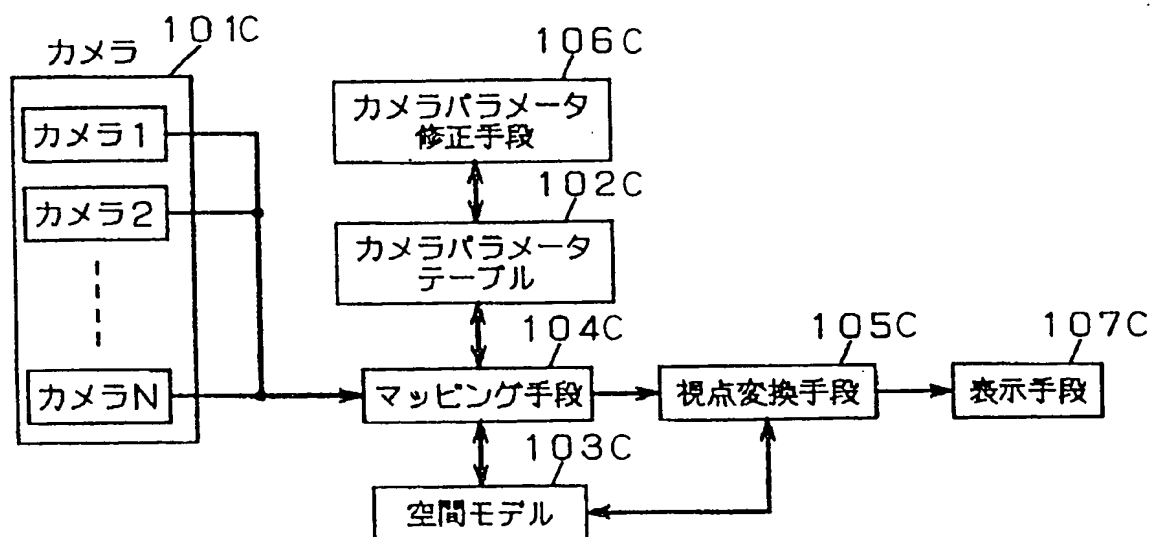 101C
カメラ
カメラ1
カメラ2
カメラN
106C
カメラパラメータ
修正手段
102C
カメラパラメータ
テーブル
104C
マッピング手段
105C
視点変換手段
107C
表示手段
103C
空間モデル